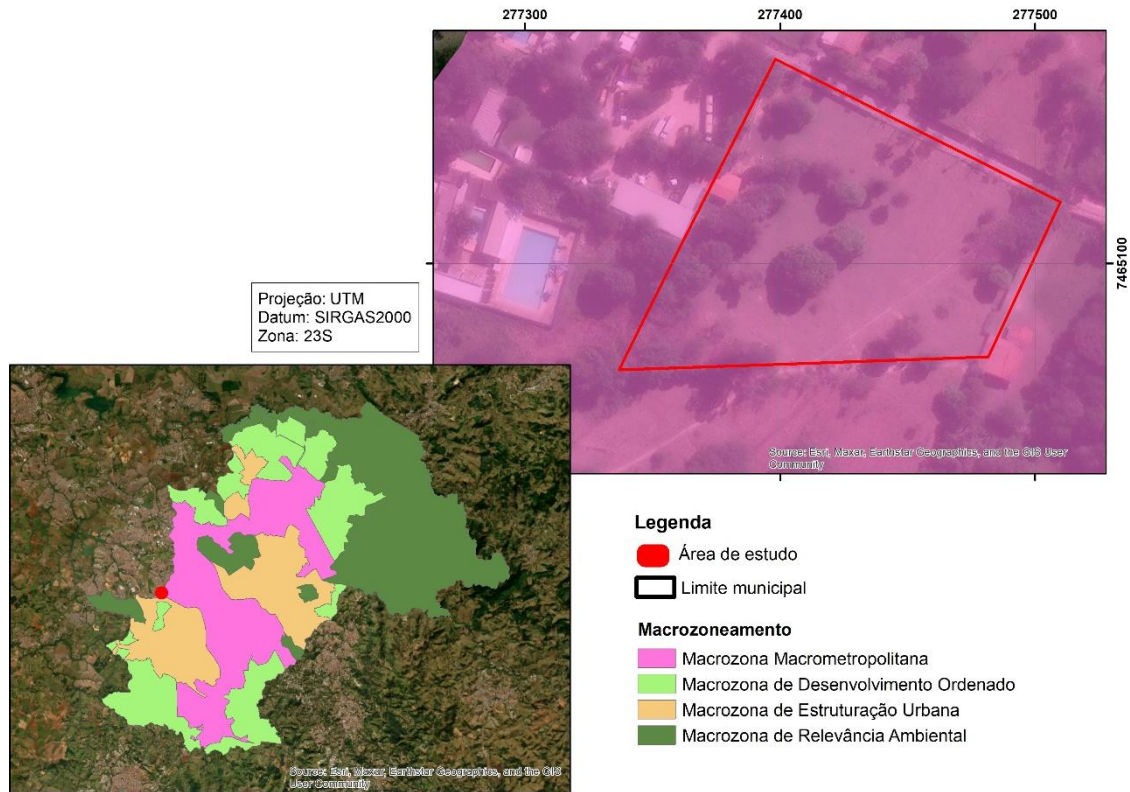 277300
277400
277500
7465100
Source: Esri, Maxar, Earthstar Geographics, and the GIS User
Community
Projeção: UTM
Datum: SIRGAS2000
Zona: 23S
Source: Esri, Maxar, Earthstar Geographics, and the GIS
User Community
Legenda
Área de estudo
Limite municipal
Macrozoneamento
Macrozona Macrometropolitana
Macrozona de Desenvolvimento Ordenado
Macrozona de Estruturação Urbana
Macrozona de Relevância Ambiental